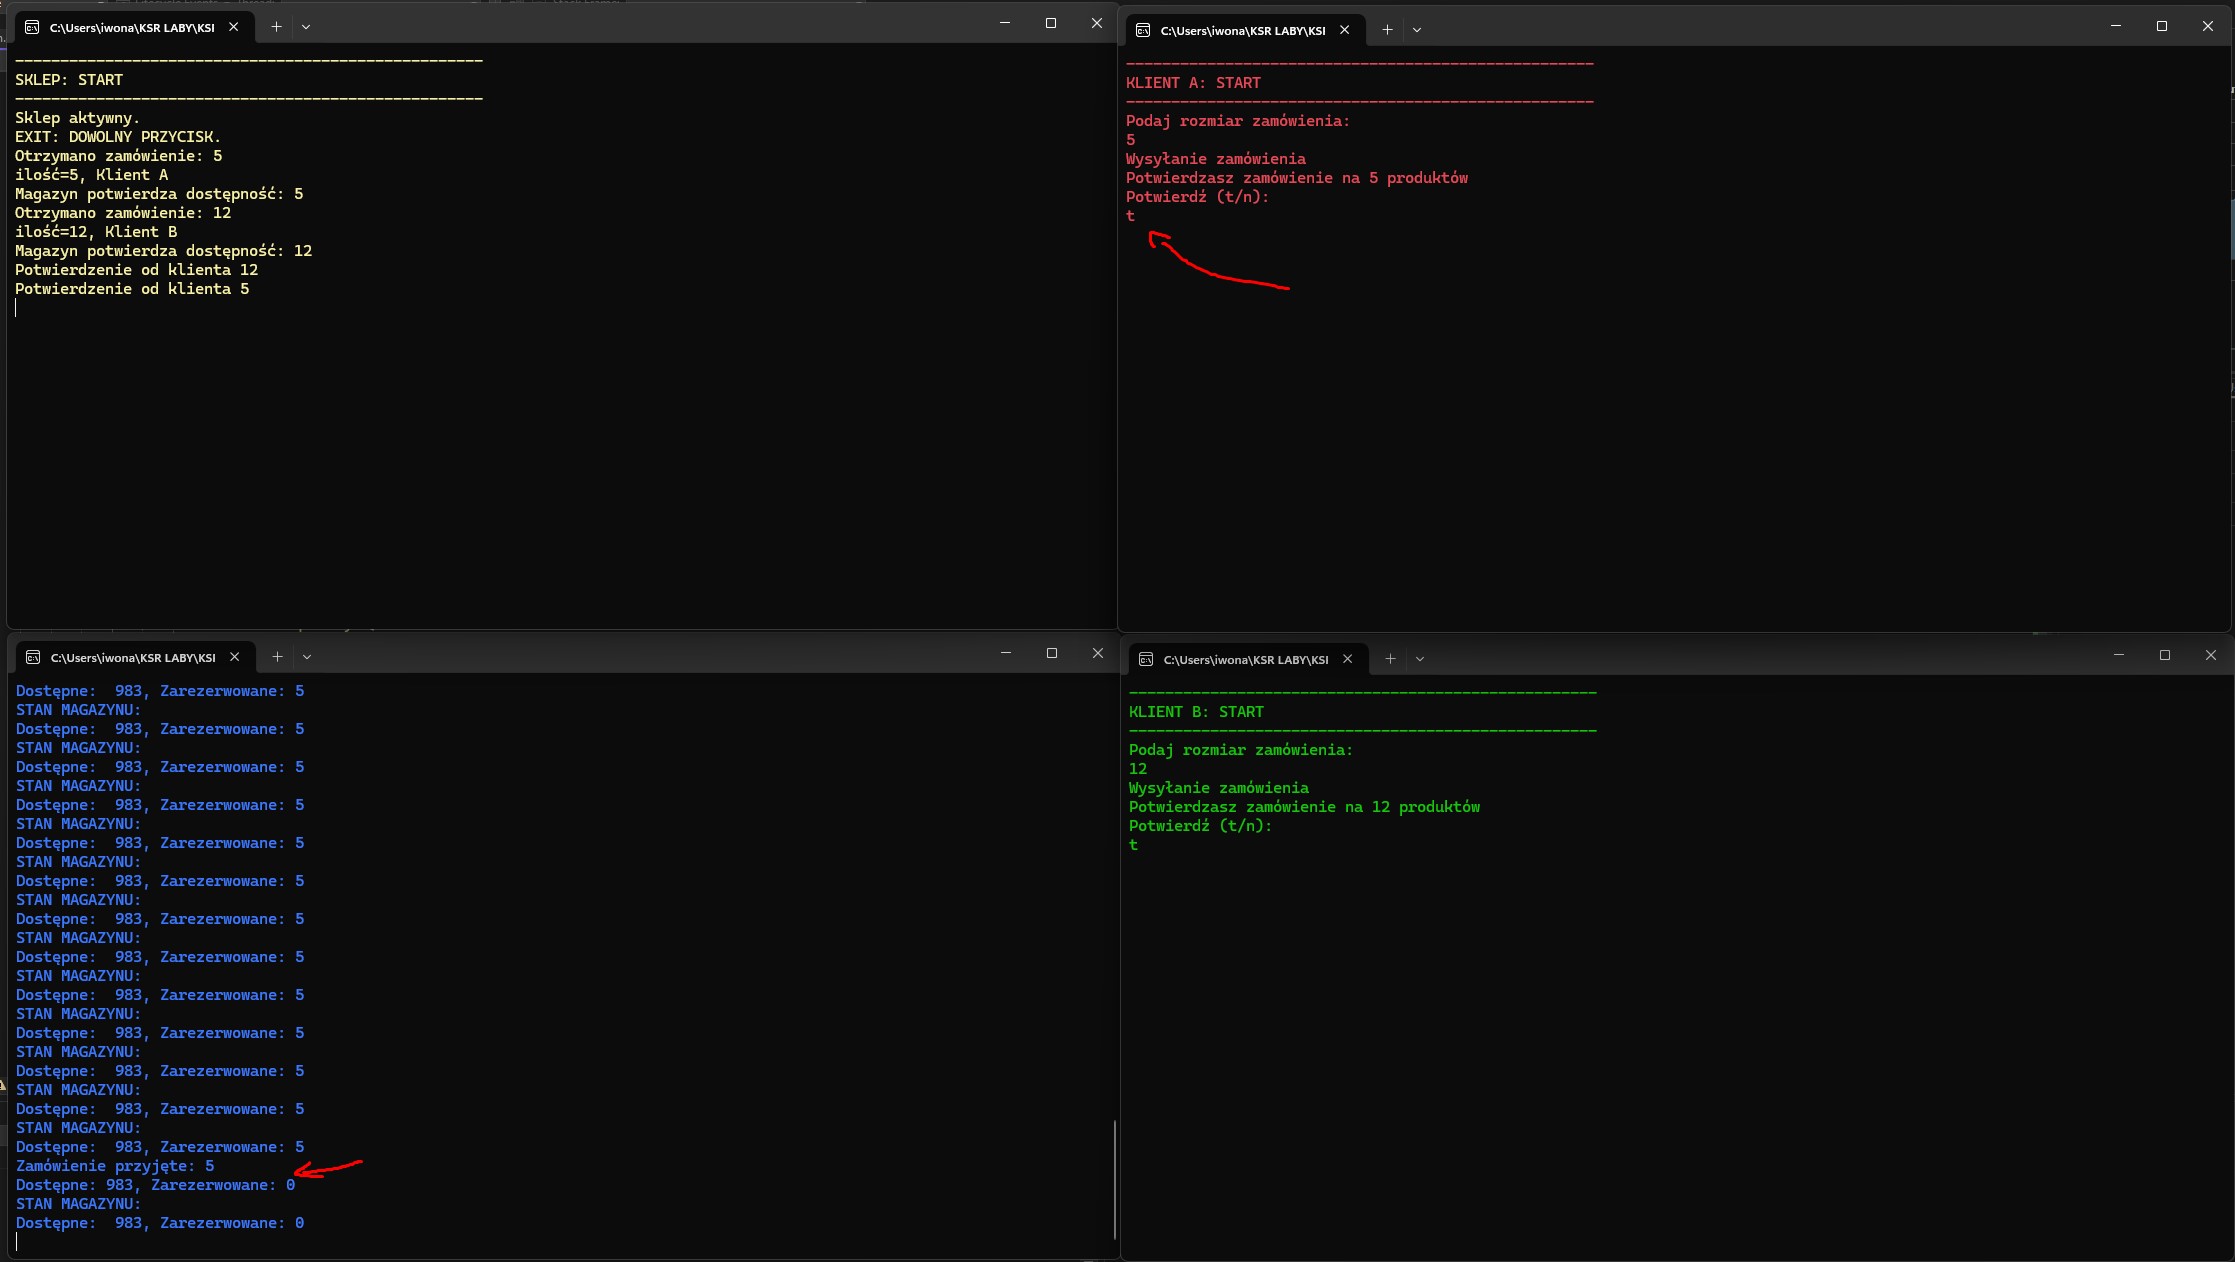 C:\Users\iwona\KSR LABY\KSI
--------------------------------------------------
SKLEP: START
--------------------------------------------------
Sklep aktywny.
EXIT: DOWOLNY PRZYCISK.
Otrzymano zamówienie: 5
ilość=5, Klient A
Magazyn potwierdza dostępność: 5
Otrzymano zamówienie: 12
ilość=12, Klient B
Magazyn potwierdza dostępność: 12
Potwierdzenie od klienta 12
Potwierdzenie od klienta 5
C:\Users\iwona\KSR LABY\KSI
--------------------------------------------------
KLIENT A: START
--------------------------------------------------
Podaj rozmiar zamówienia:
5
Wysyłanie zamówienia
Potwierdzasz zamówienie na 5 produktów
Potwierdź (t/n):
t
C:\Users\iwona\KSR LABY\KSI
Dostępne:  983, Zarezerwowane: 5
STAN MAGAZYNU:
Dostępne:  983, Zarezerwowane: 5
STAN MAGAZYNU:
Dostępne:  983, Zarezerwowane: 5
STAN MAGAZYNU:
Dostępne:  983, Zarezerwowane: 5
STAN MAGAZYNU:
Dostępne:  983, Zarezerwowane: 5
STAN MAGAZYNU:
Dostępne:  983, Zarezerwowane: 5
STAN MAGAZYNU:
Dostępne:  983, Zarezerwowane: 5
STAN MAGAZYNU:
Dostępne:  983, Zarezerwowane: 5
STAN MAGAZYNU:
Dostępne:  983, Zarezerwowane: 5
STAN MAGAZYNU:
Dostępne:  983, Zarezerwowane: 5
STAN MAGAZYNU:
Dostępne:  983, Zarezerwowane: 5
STAN MAGAZYNU:
Dostępne:  983, Zarezerwowane: 5
STAN MAGAZYNU:
Dostępne:  983, Zarezerwowane: 5
Zamówienie przyjęte: 5
Dostępne: 983, Zarezerwowane: 0
STAN MAGAZYNU:
Dostępne:  983, Zarezerwowane: 0
C:\Users\iwona\KSR LABY\KSI
--------------------------------------------------
KLIENT B: START
--------------------------------------------------
Podaj rozmiar zamówienia:
12
Wysyłanie zamówienia
Potwierdzasz zamówienie na 12 produktów
Potwierdź (t/n):
t